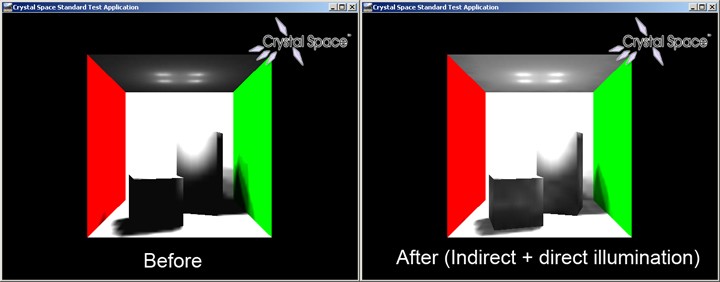 Crystal Space Standard Test Application
Crystal Space™
Before
Crystal Space Standard Test Application
Crystal Space™
After (Indirect + direct illumination)